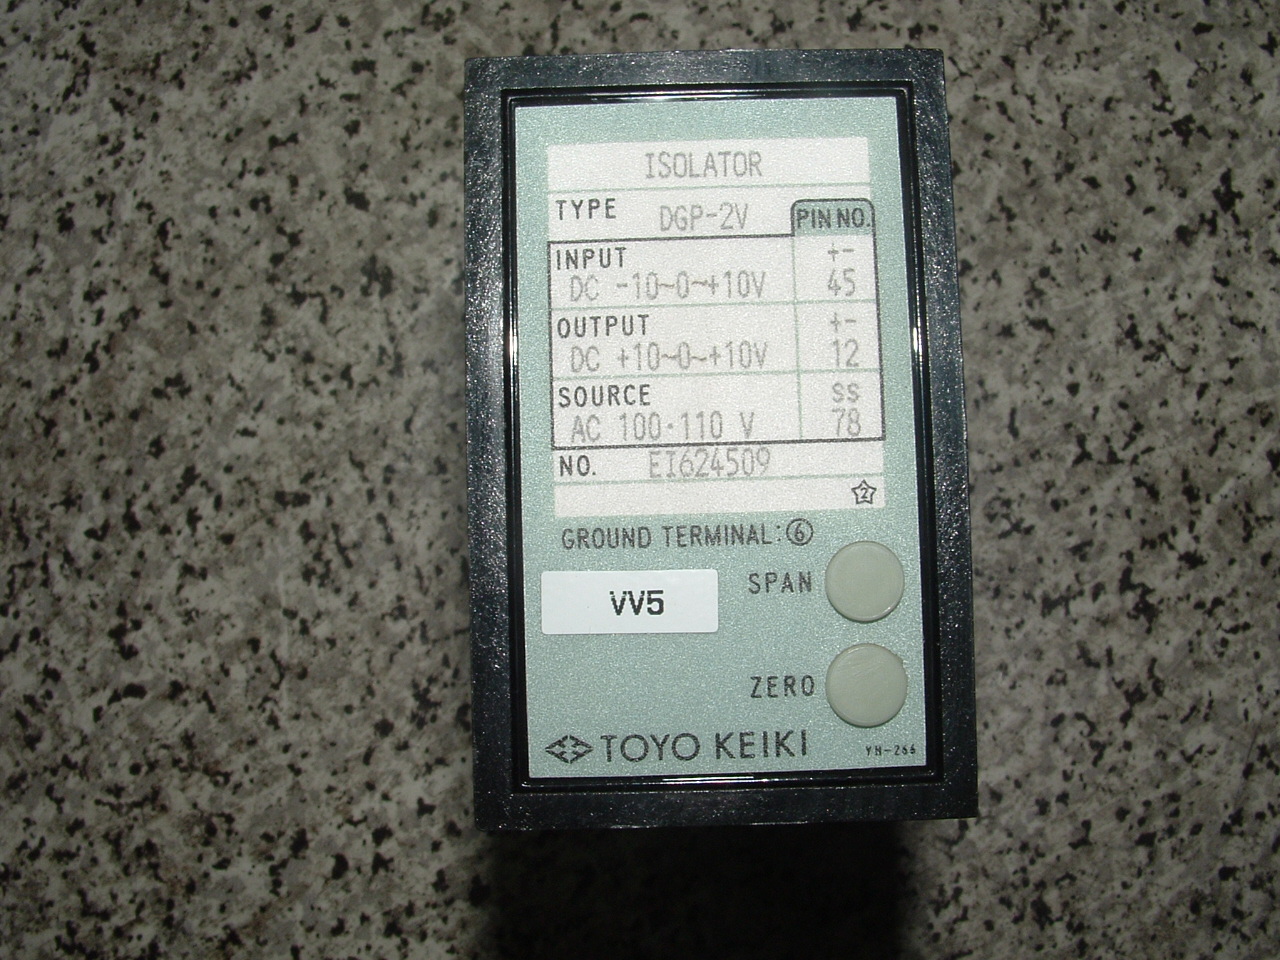 ISOLATOR
TYPE DGP-2V PIN NO.
INPUT + -
DC -10~0~+10V 45
OUTPUT + -
DC +10~0~+10V 12
SOURCE SS
AC 100·110 V 78
NO. EI624509
2
GROUND TERMINAL:⑥
SPAN
VV5
ZERO
TOYO KEIKI YH-266